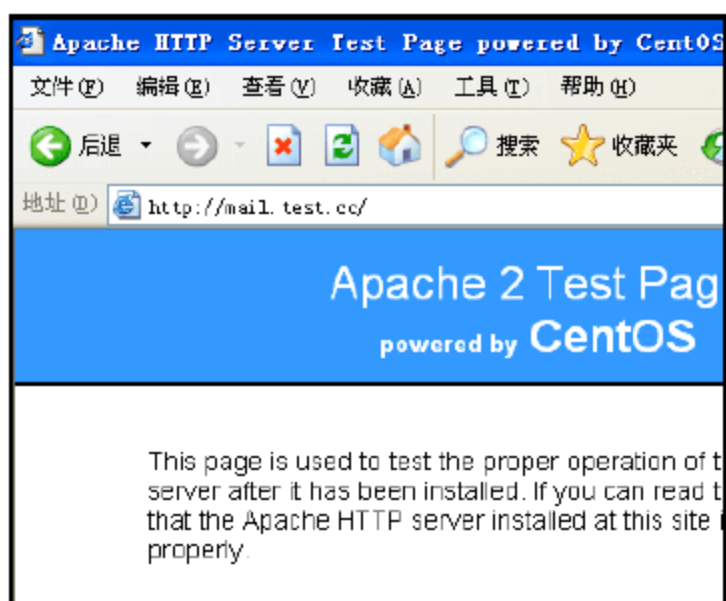 Apache HTTP Server Test Page powered by CentOS
文件(F) 编辑(E) 查看(V) 收藏(A) 工具(T) 帮助(H)
后退 搜索 收藏夹
地址(D) http://mail.test.cc/
Apache 2 Test Pag
powered by CentOS
This page is used to test the proper operation of t
server after it has been installed. If you can read t
that the Apache HTTP server installed at this site i
properly.